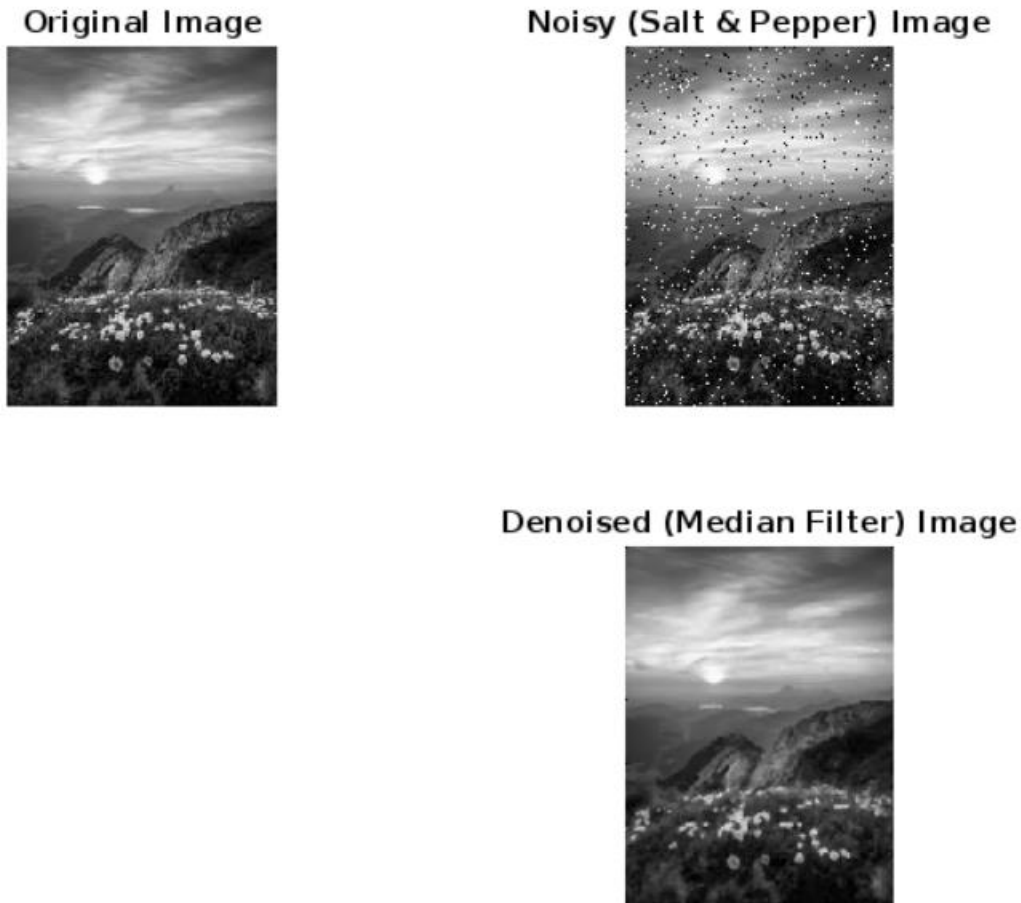 Original Image
Noisy (Salt & Pepper) Image
Denoised (Median Filter) Image